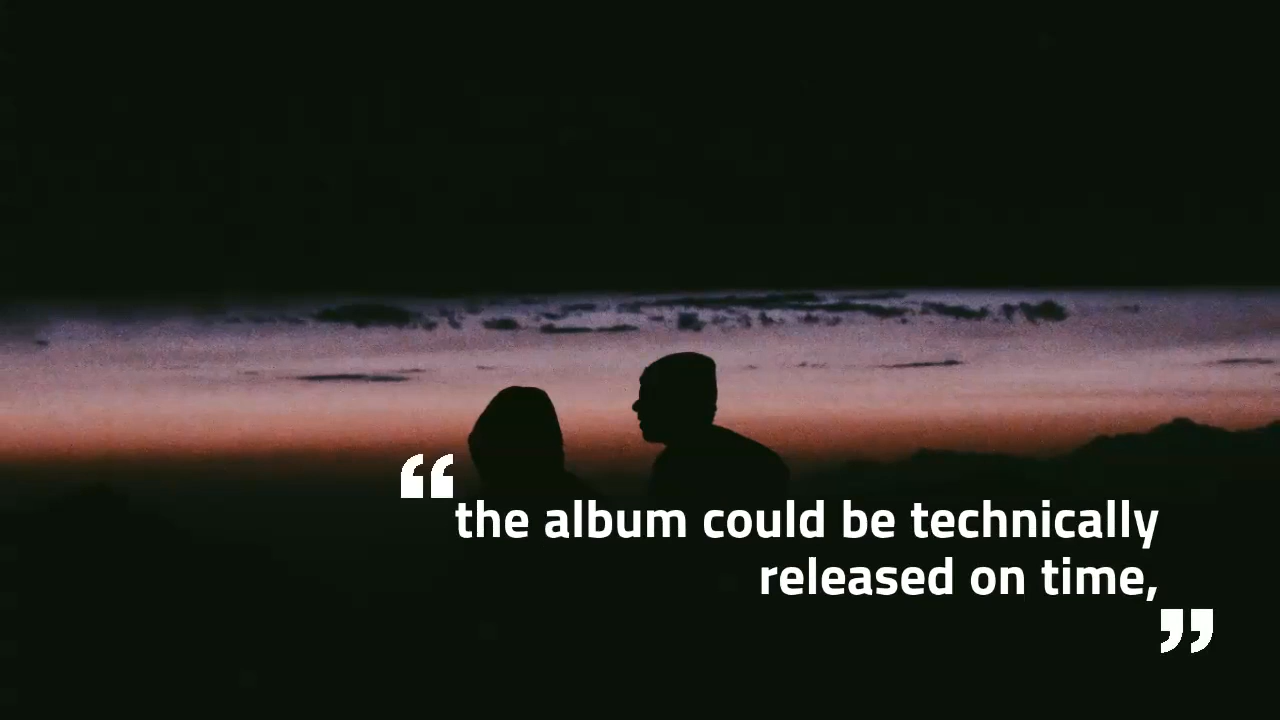 “the album could be technically
released on time,”